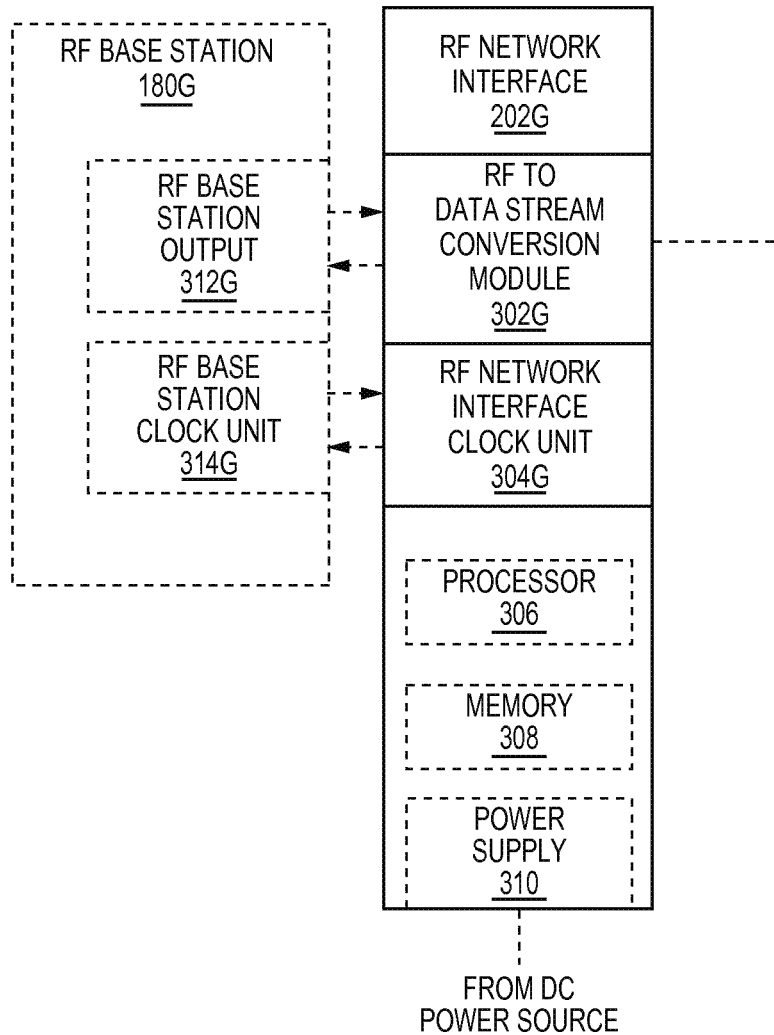 RF BASE STATION
180G
RF BASE
STATION
OUTPUT
312G
RF BASE
STATION
CLOCK UNIT
314G
RF NETWORK
INTERFACE
202G
RF TO
DATA STREAM
CONVERSION
MODULE
302G
RF NETWORK
INTERFACE
CLOCK UNIT
304G
PROCESSOR
306
MEMORY
308
POWER
SUPPLY
310
FROM DC
POWER SOURCE